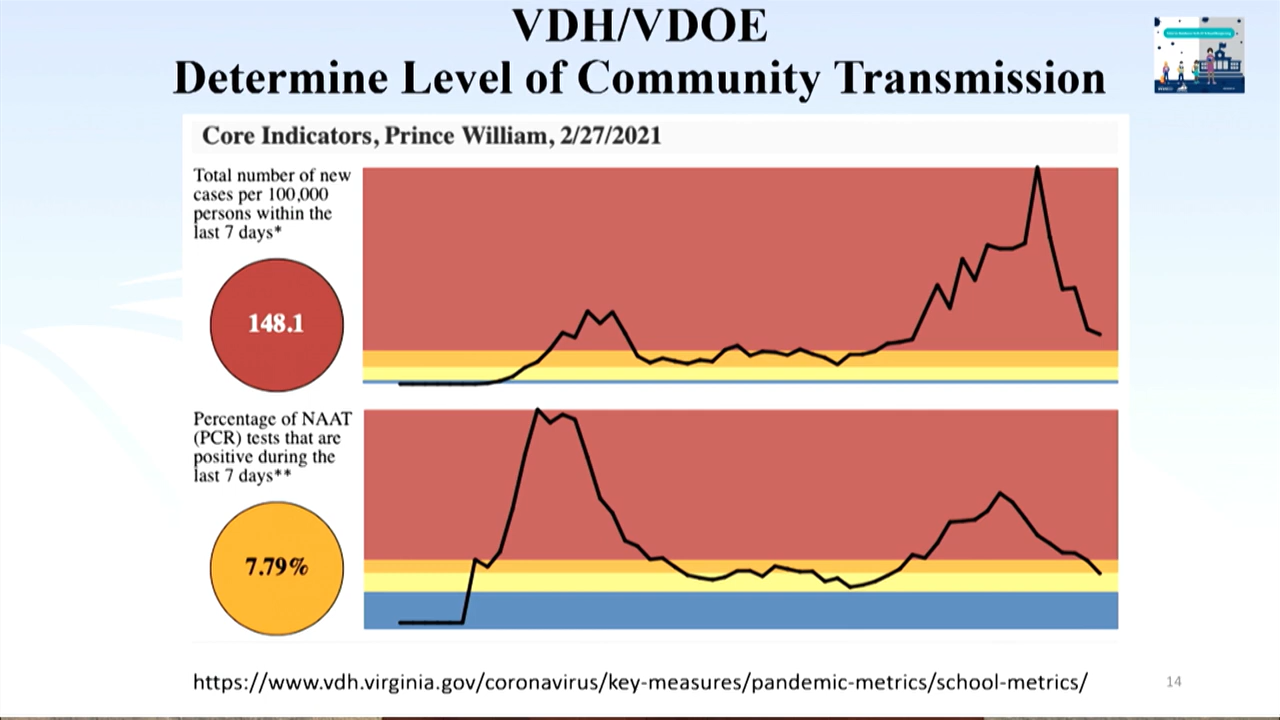 VDH/VDOE
Determine Level of Community Transmission
Core Indicators, Prince William, 2/27/2021
Total number of new
cases per 100,000
persons within the
last 7 days*
148.1
Percentage of NAAT
(PCR) tests that are
positive during the
last 7 days**
7.79%
https://www.vdh.virginia.gov/coronavirus/key-measures/pandemic-metrics/school-metrics/
14